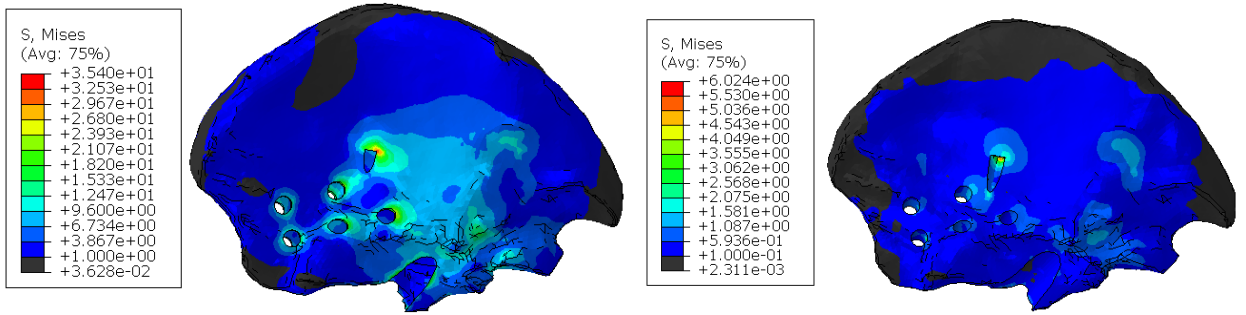 S, Mises
(Avg: 75%)
+3.540e+01
+3.253e+01
+2.967e+01
+2.680e+01
+2.393e+01
+2.107e+01
+1.820e+01
+1.533e+01
+1.247e+01
+9.600e+00
+6.734e+00
+3.867e+00
+1.000e+00
+3.628e-02
S, Mises
(Avg: 75%)
+6.024e+00
+5.530e+00
+5.036e+00
+4.543e+00
+4.049e+00
+3.555e+00
+3.062e+00
+2.568e+00
+2.075e+00
+1.581e+00
+1.087e+00
+5.936e-01
+1.000e-01
+2.311e-03